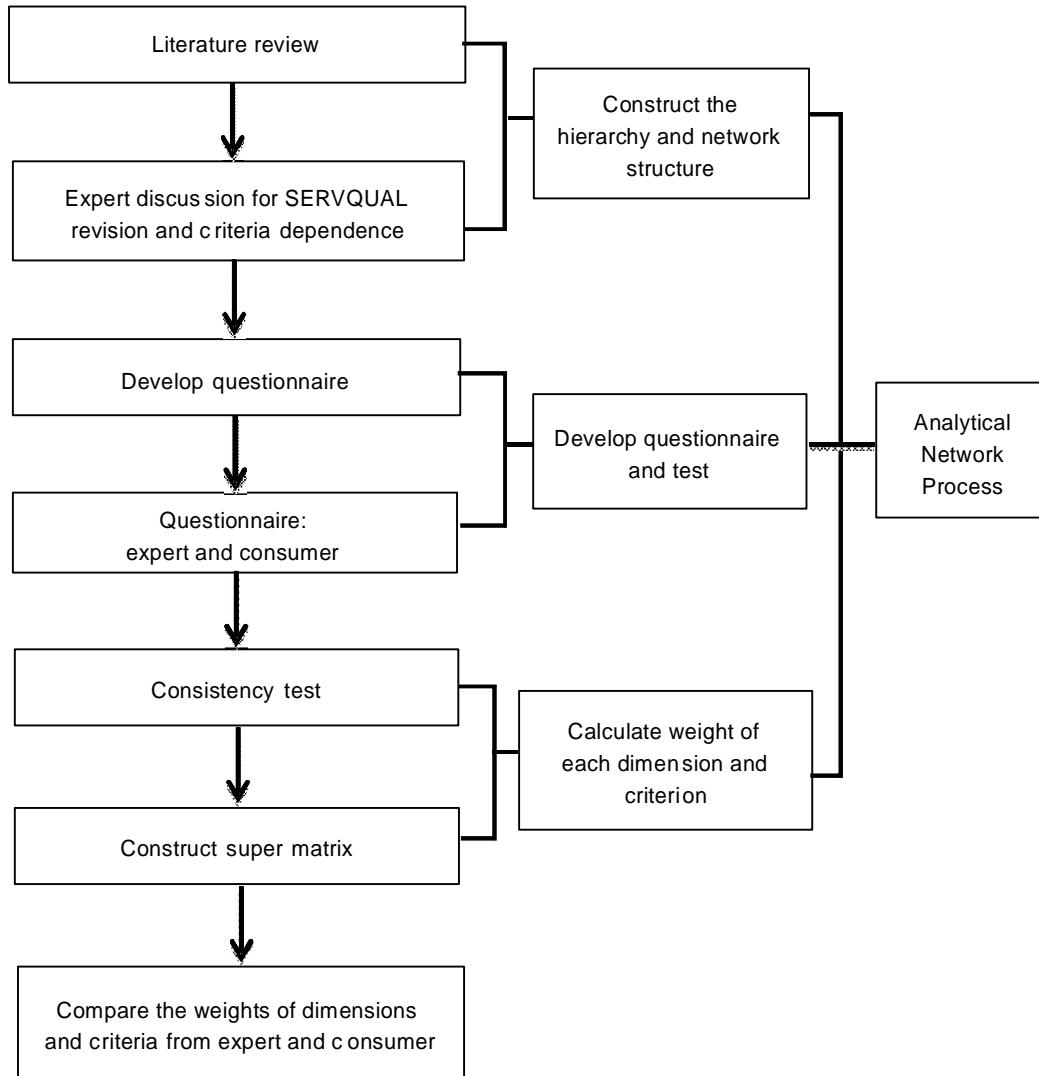 Literature review
Expert discussion for SERVQUAL
revision and criteria dependence
Construct the
hierarchy and network
structure
Develop questionnaire
Questionnaire:
expert and consumer
Develop questionnaire
and test
Analytical
Network
Process
Consistency test
Construct super matrix
Calculate weight of
each dimension and
criterion
Compare the weights of dimensions
and criteria from expert and consumer